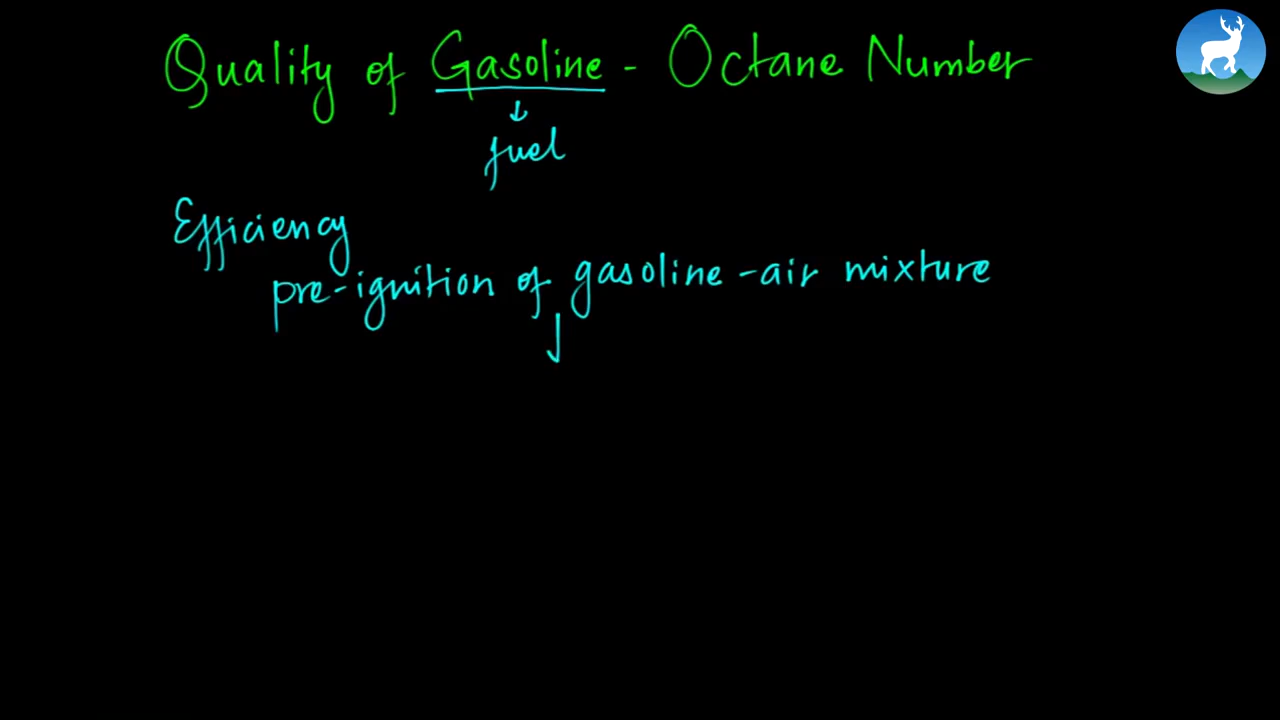 Quality of Gasoline - Octane Number
↓
fuel
Efficiency
pre-ignition of gasoline-air mixture
↓